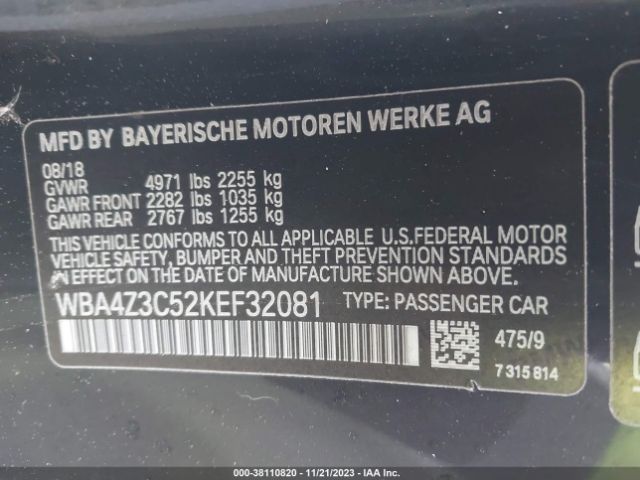 MFD BY BAYERISCHE MOTOREN WERKE AG
08/18
GVWR 4971 lbs 2255 kg
GAWR FRONT 2282 lbs 1035 kg
GAWR REAR 2767 lbs 1255 kg
THIS VEHICLE CONFORMS TO ALL APPLICABLE U.S.FEDERAL MOTOR
VEHICLE SAFETY, BUMPER AND THEFT PREVENTION STANDARDS
IN EFFECT ON THE DATE OF MANUFACTURE SHOWN ABOVE.
WBA4Z3C52KEF32081 TYPE: PASSENGER CAR
475/9
7 315 814
000-38110820 - 11/21/2023 - IAA Inc.